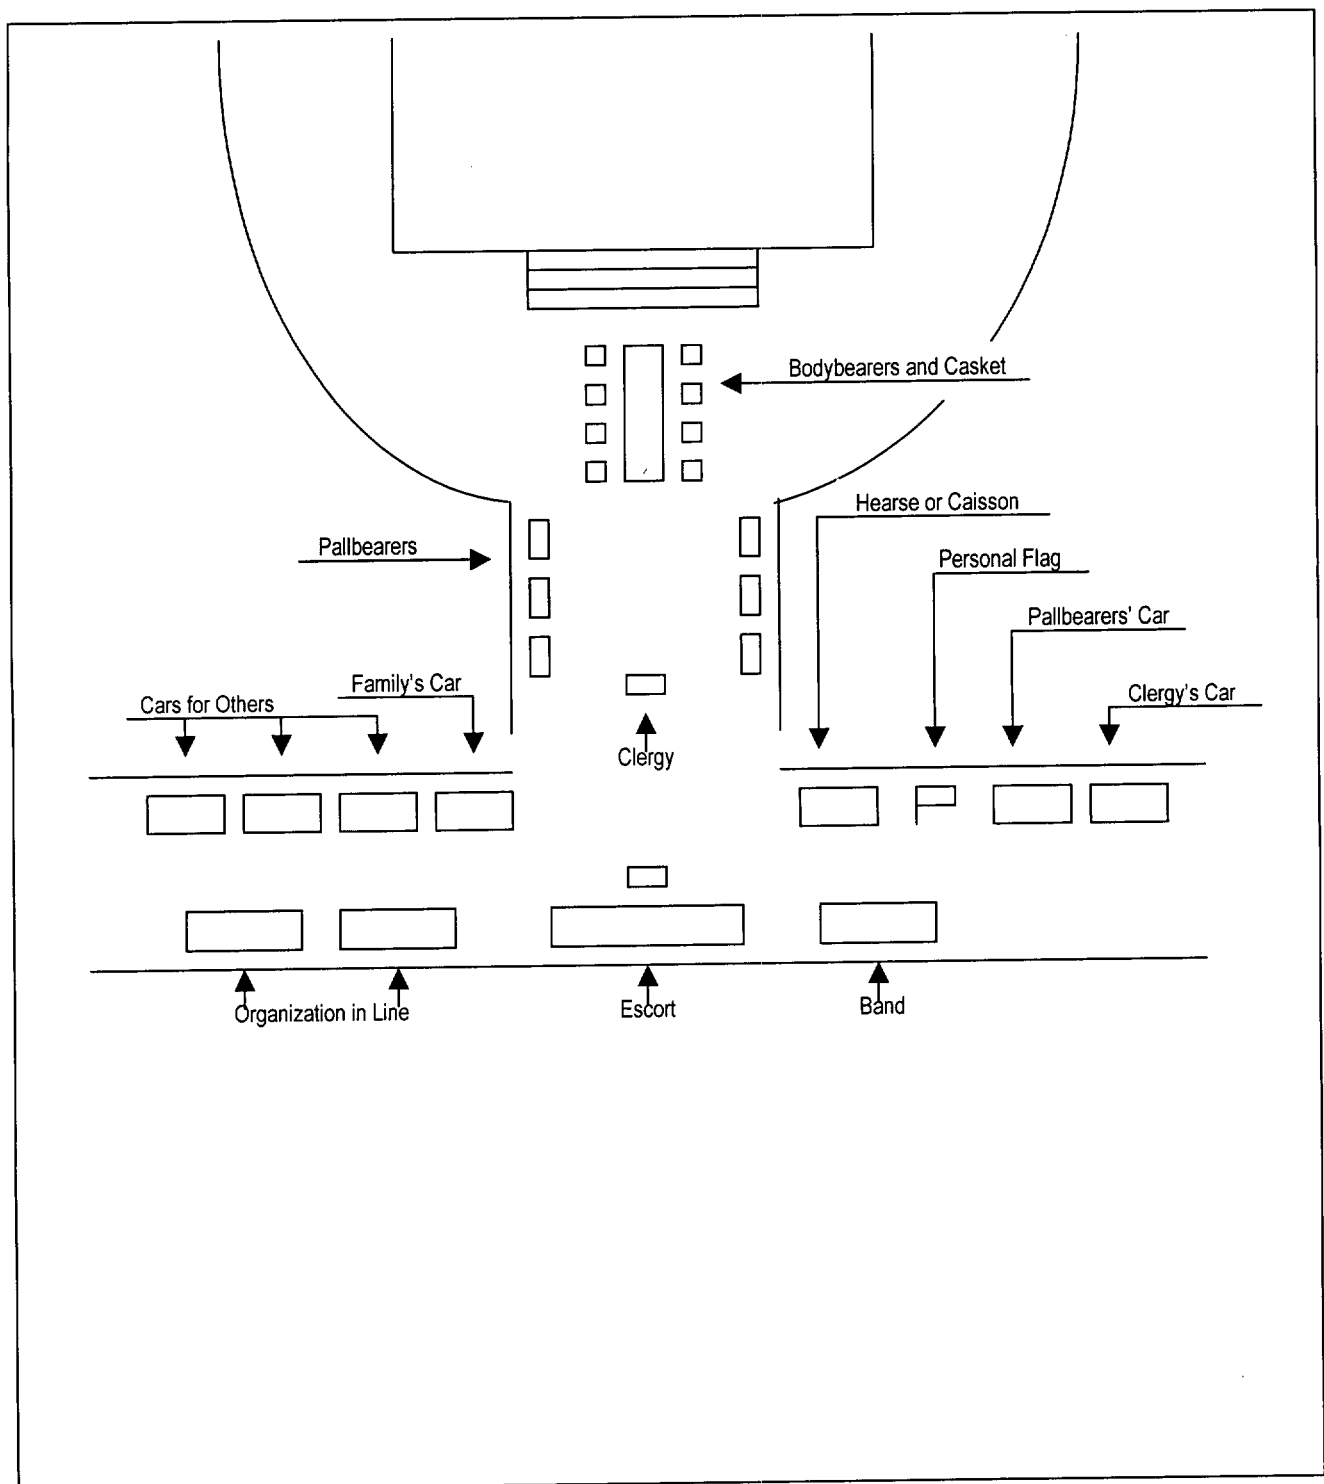 Bodybearers and Casket
Hearse or Caisson
Pallbearers
Personal Flag
Pallbearers' Car
Family's Car
Clergy's Car
Cars for Others
Clergy
Organization in Line
Escort
Band